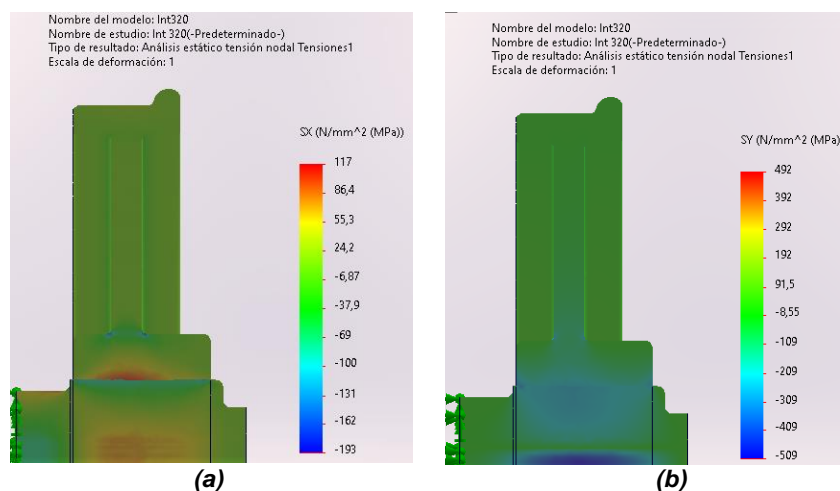 Nombre del modelo: Int320
Nombre de estudio: Int 320(-Predeterminado-)
Tipo de resultado: Análisis estático tensión nodal Tensiones1
Escala de deformación: 1
SX (N/mm^2 (MPa))
117
86,4
55,3
24,2
-6,87
-37,9
-69
-100
-131
-162
-193
(a)
Nombre del modelo: Int320
Nombre de estudio: Int 320(-Predeterminado-)
Tipo de resultado: Análisis estático tensión nodal Tensiones1
Escala de deformación: 1
SY (N/mm^2 (MPa))
492
392
292
192
91,5
-8,55
-109
-209
-309
-409
-509
(b)